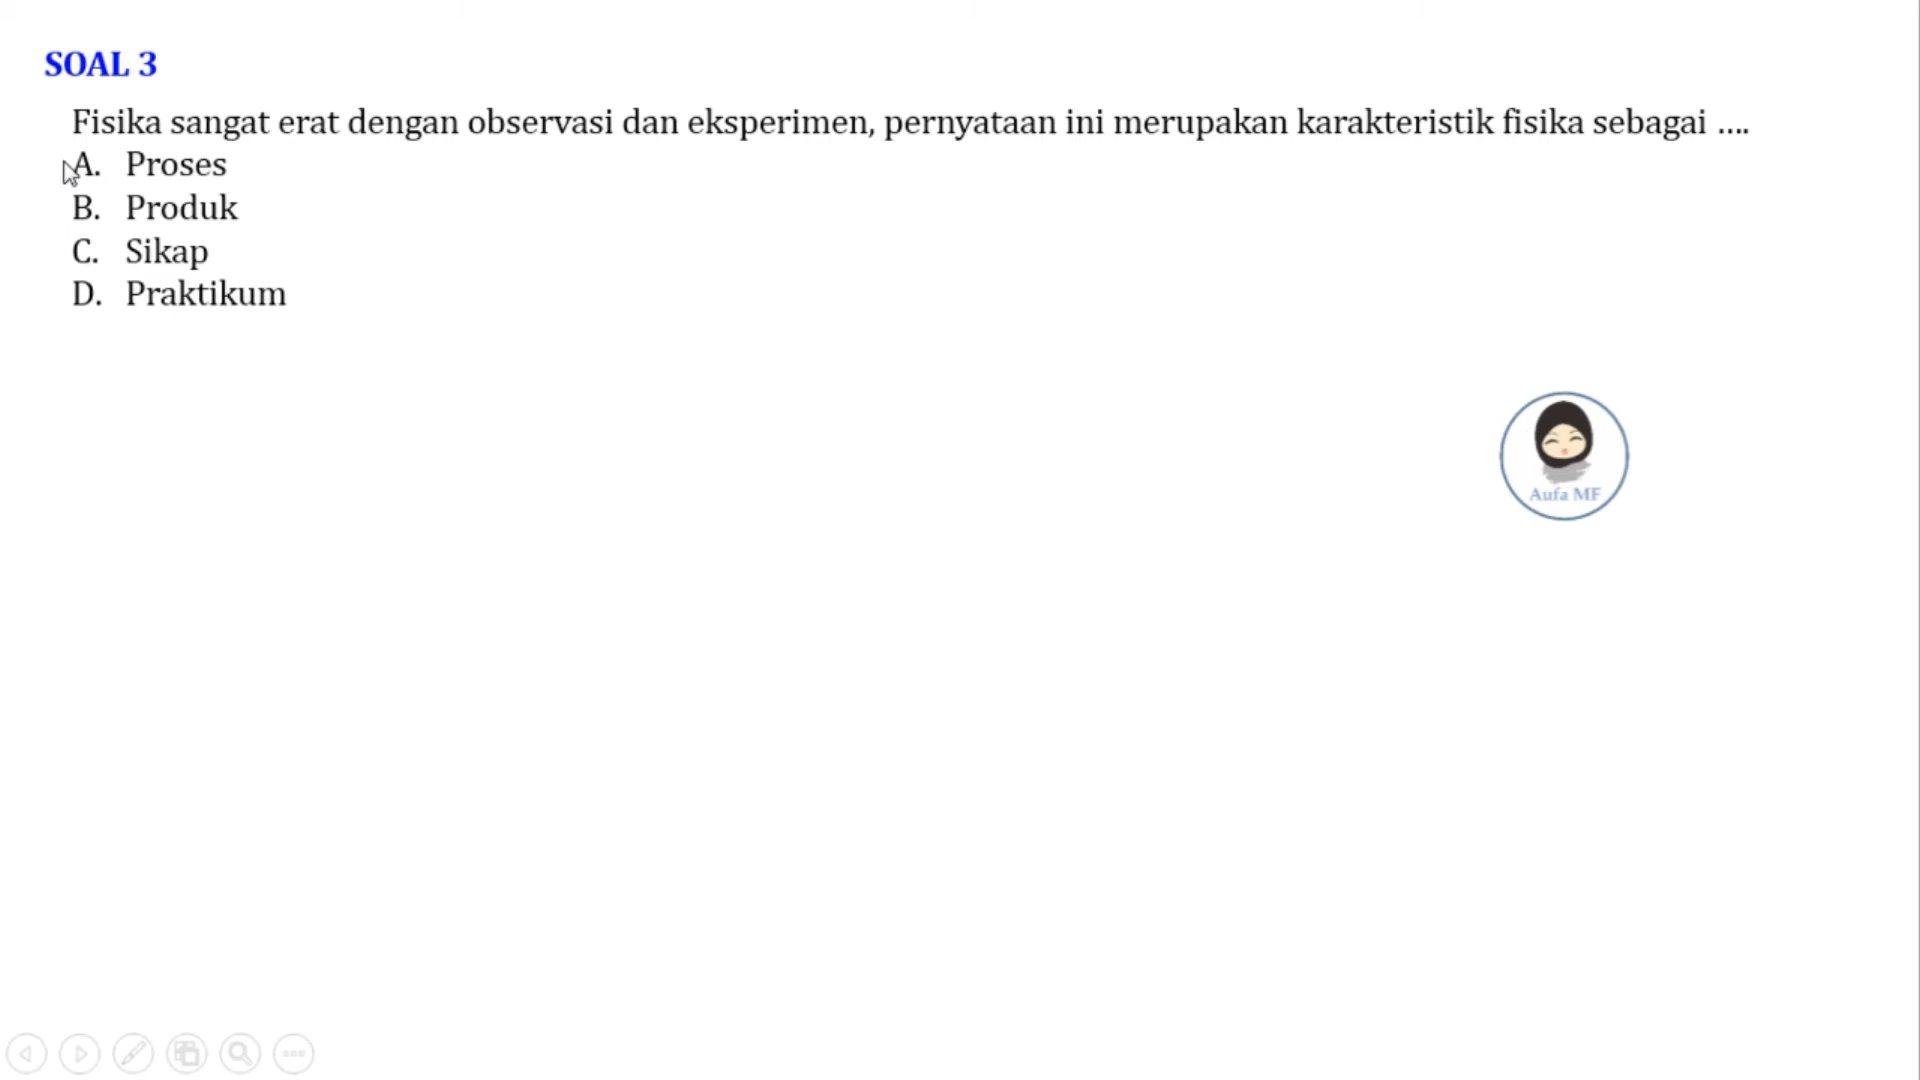 SOAL 3
Fisika sangat erat dengan observasi dan eksperimen, pernyataan ini merupakan karakteristik fisika sebagai ....
A. Proses
B. Produk
C. Sikap
D. Praktikum
Aufa MF